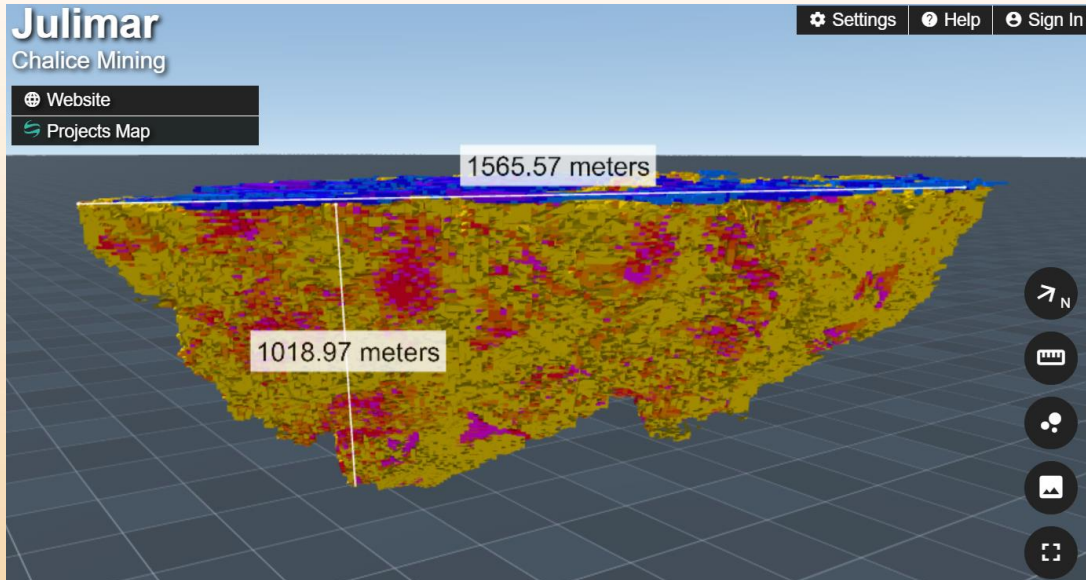 Julimar
Chalice Mining
Website
Projects Map
Settings
Help
Sign In
1565.57 meters
1018.97 meters
N